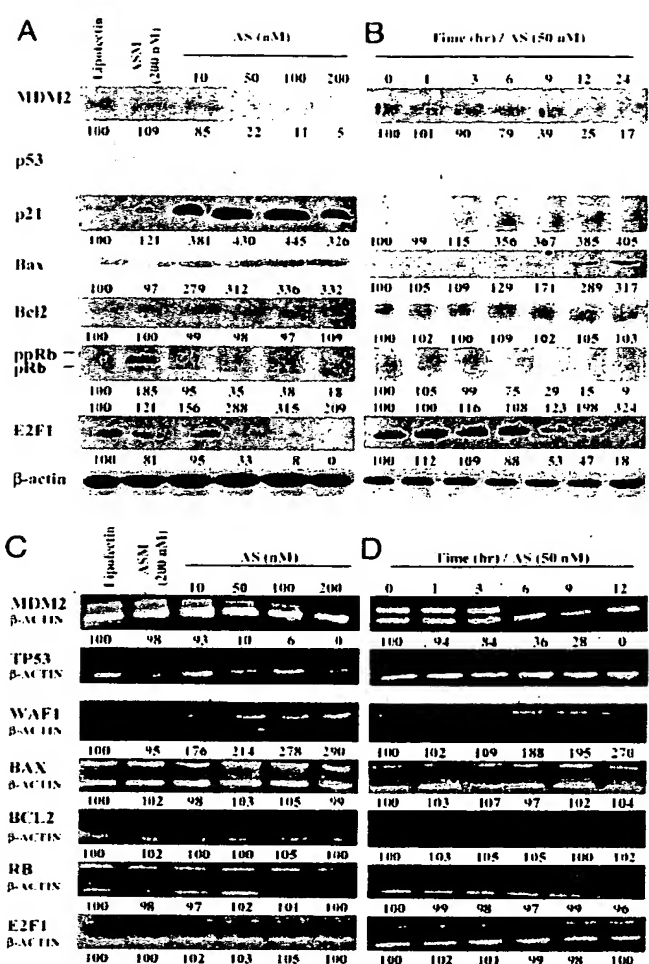 A
Lipofectin
ASM (200 nM)
AS (nM)
10 50 100 200
B
Time (hr) / AS (50 nM)
0 1 3 6 9 12 24
MDM2
100 109 85 22 11 5
100 101 90 79 39 25 17
p53
p21
100 121 381 430 445 326
100 99 115 356 367 385 405
Bax
100 97 279 312 336 332
100 105 109 129 171 289 317
Bcl2
100 100 99 98 97 109
100 102 100 109 102 105 103
ppRb
pRb
100 185 95 35 38 18
100 105 99 75 29 15 9
100 121 156 288 315 209
100 100 116 108 123 198 324
E2F1
100 81 95 33 8 0
100 112 109 88 53 47 18
β-actin
C
Lipofectin
ASM (200 nM)
AS (nM)
10 50 100 200
D
Time (hr) / AS (50 nM)
0 1 3 6 9 12
MDM2
β-ACTIN
100 98 93 10 6 0
100 94 84 36 28 0
TP53
β-ACTIN
WAF1
β-ACTIN
100 95 176 214 278 290
100 102 109 188 195 270
BAX
β-ACTIN
100 102 98 103 105 99
100 103 107 97 102 104
BCL2
β-ACTIN
100 102 100 100 105 100
100 103 105 105 100 102
RB
β-ACTIN
100 98 97 102 101 100
100 99 98 97 99 96
E2F1
β-ACTIN
100 100 102 103 105 100
100 102 101 99 98 100